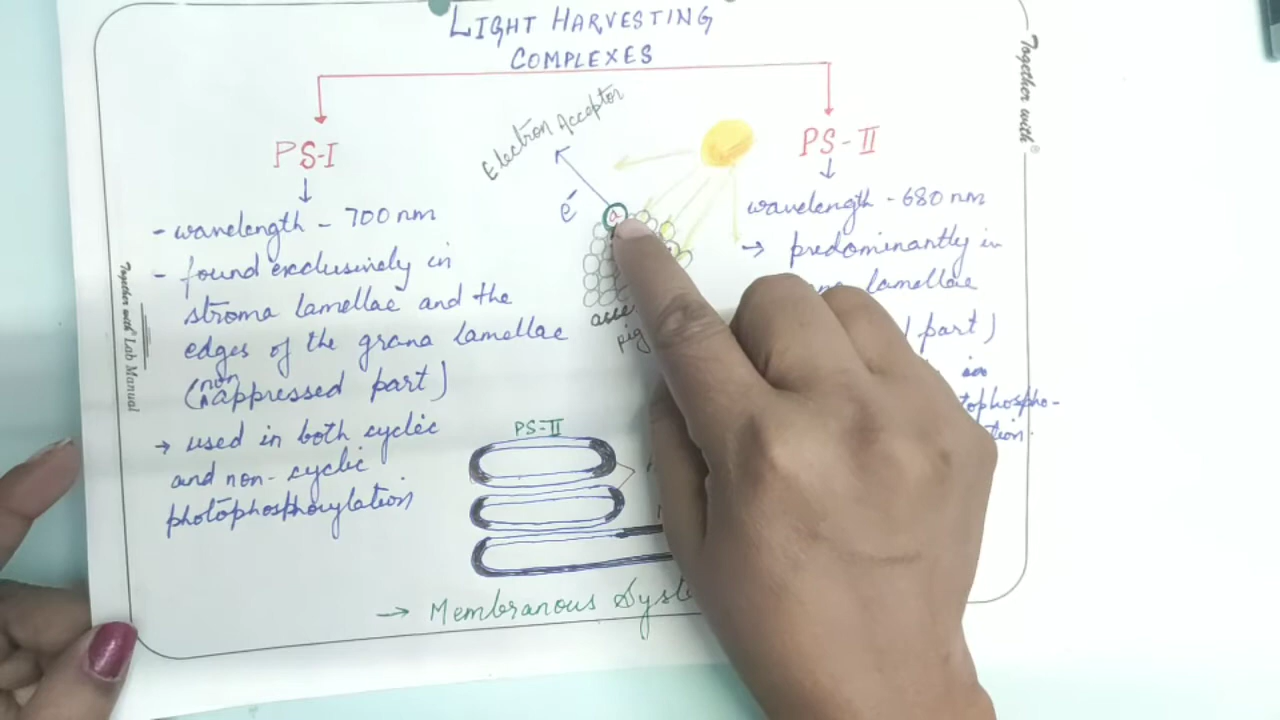 LIGHT HARVESTING
COMPLEXES
PS-I
- wavelength - 700 nm
- found exclusively in
stroma lamellae and the
edges of the grana lamellae
(non appressed part)
→ used in both cyclic
and non-cyclic
photophosphorylation
Electron Acceptor
é
a
PS-II
wavelength - 680 nm
→ predominantly in
lamellae
part)
in
PS-II
→ Membranous
Together with®
Together with® Lab Manual